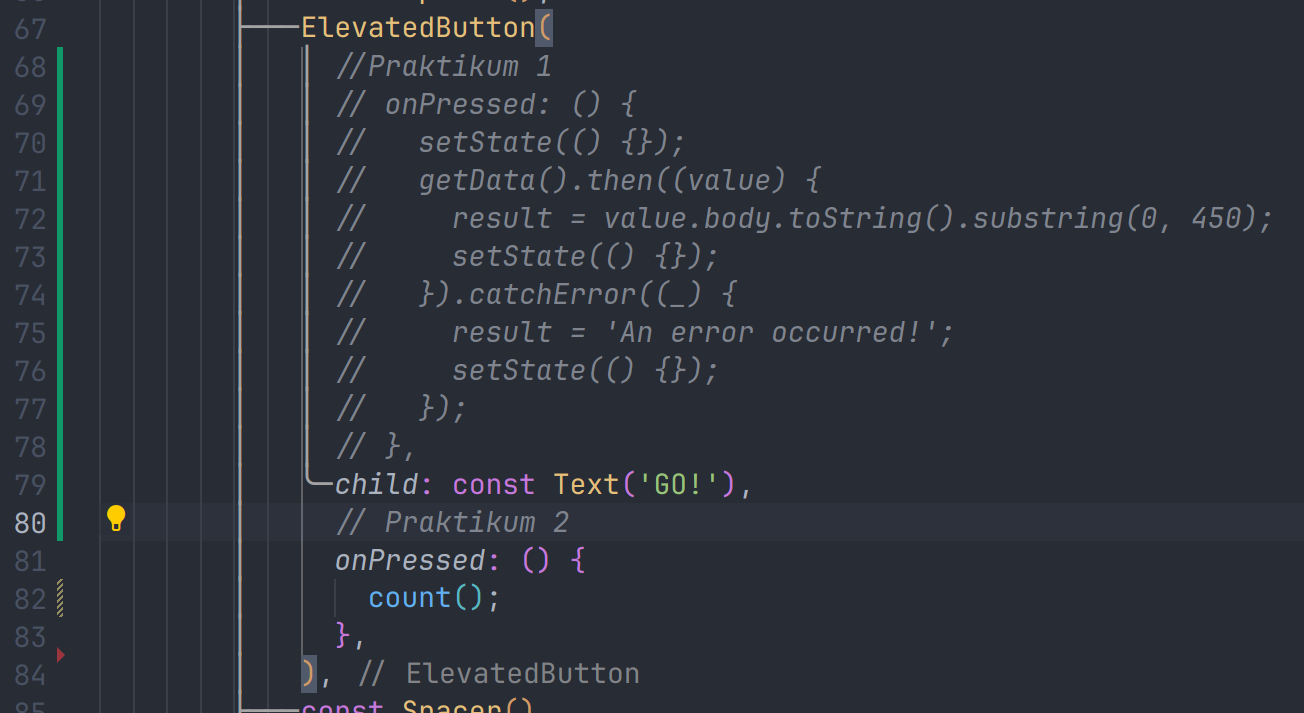 67 ElevatedButton(
68 //Praktikum 1
69 // onPressed: () {
70 //   setState(() {});
71 //   getData().then((value) {
72 //     result = value.body.toString().substring(0, 450);
73 //     setState(() {});
74 //   }).catchError((_) {
75 //     result = 'An error occurred!';
76 //     setState(() {});
77 //   });
78 // },
79 child: const Text('GO!'),
80 // Praktikum 2
81 onPressed: () {
82   count();
83 },
84 ), // ElevatedButton
85 const Spacer()